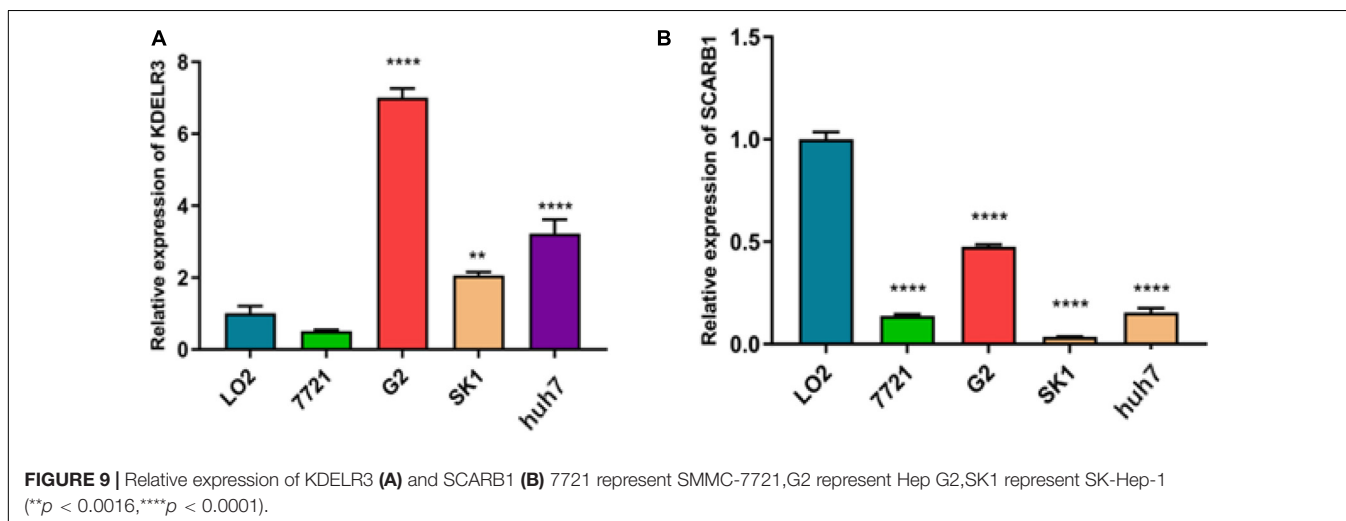 A
Relative expression of KDELR3
8
6
4
2
0
****
**
****
LO2
7721
G2
SK1
huh7
B
Relative expression of SCARB1
1.5
1.0
0.5
0.0
****
****
****
****
LO2
7721
G2
SK1
huh7
FIGURE 9 | Relative expression of KDELR3 (A) and SCARB1 (B) 7721 represent SMMC-7721,G2 represent Hep G2,SK1 represent SK-Hep-1
(**p < 0.0016,****p < 0.0001).